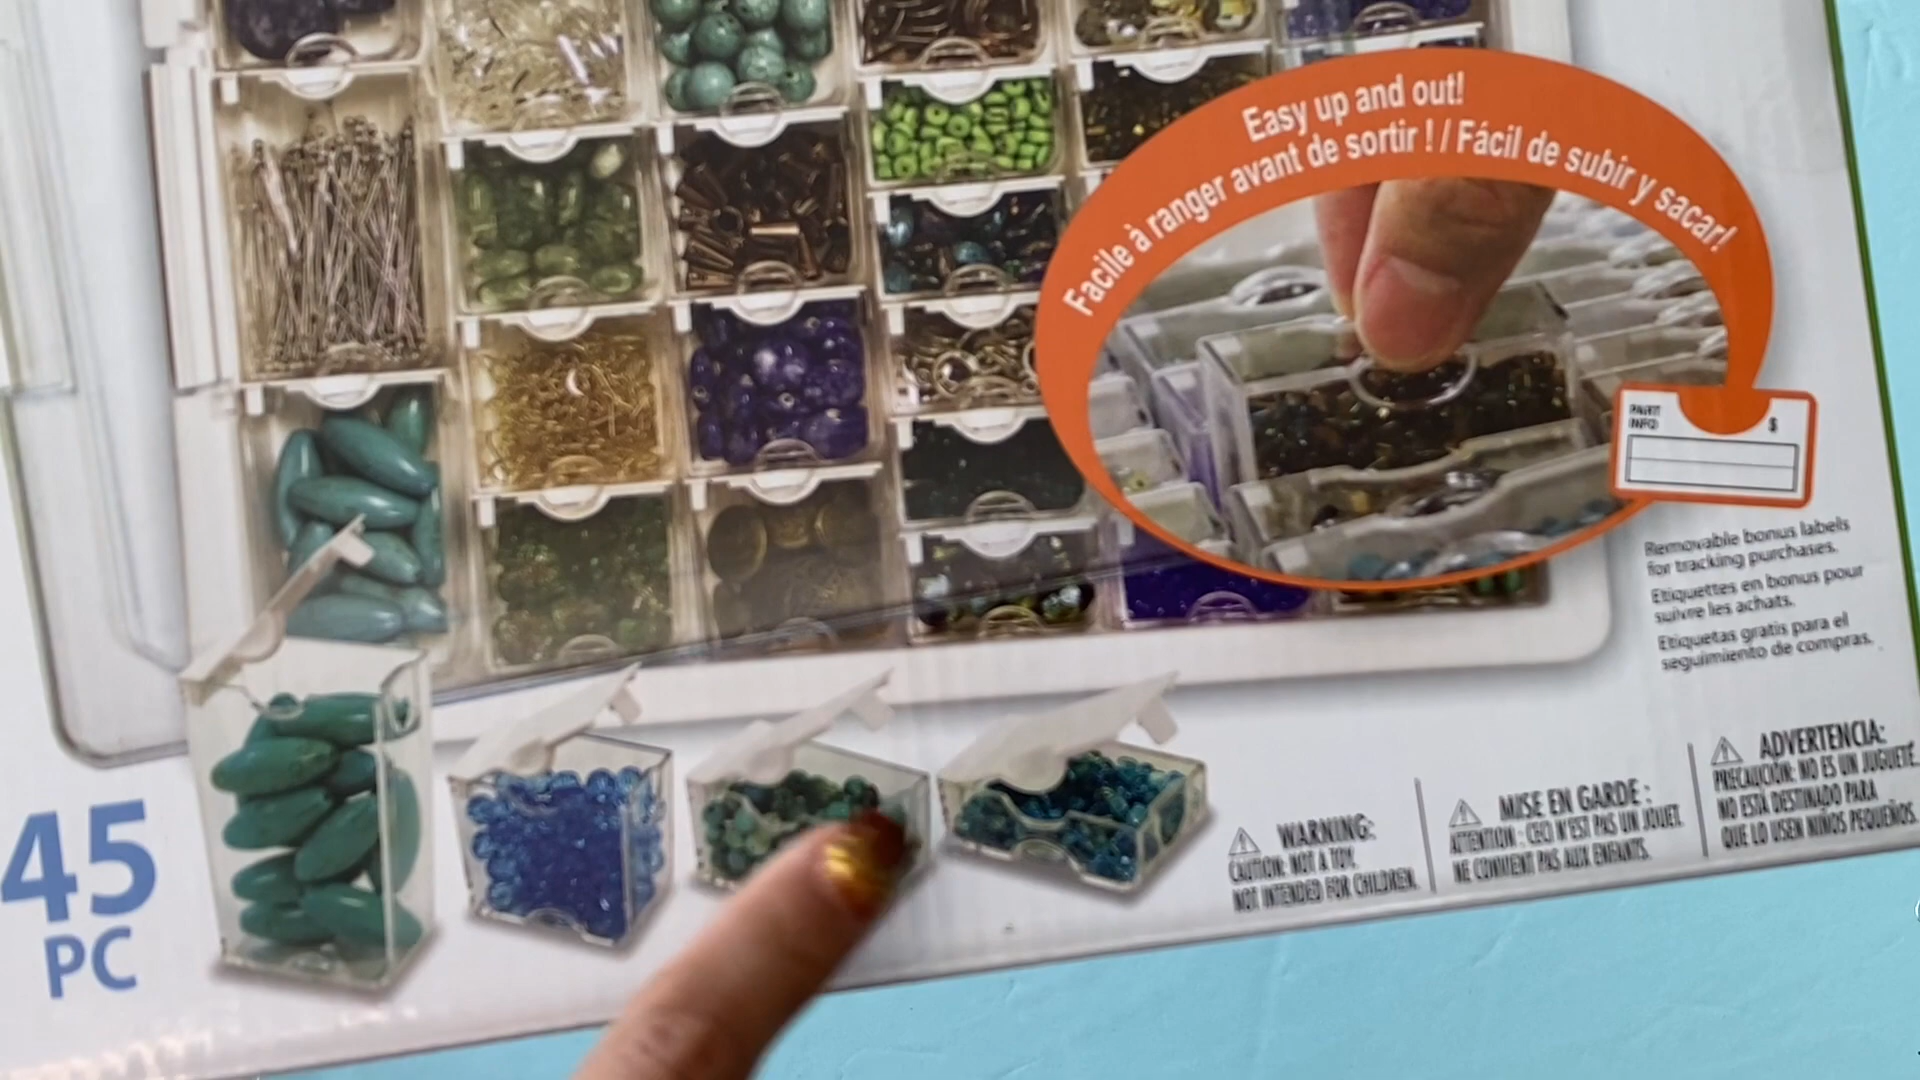 Easy up and out!
Facile à ranger avant de sortir ! / Fácil de subir y sacar!
PART
INFO
$
Removable bonus labels
for tracking purchases.
Etiquettes en bonus pour
suivre les achats.
Etiquetas gratis para el
seguimiento de compras.
45
PC
WARNING:
CAUTION: NOT A TOY.
NOT INTENDED FOR CHILDREN.
MISE EN GARDE :
ATTENTION : CECI N'EST PAS UN JOUET.
NE CONVIENT PAS AUX ENFANTS.
ADVERTENCIA:
PRECAUCIÓN: NO ES UN JUGUETE.
NO ESTÁ DESTINADO PARA
QUE LO USEN NIÑOS PEQUEÑOS.